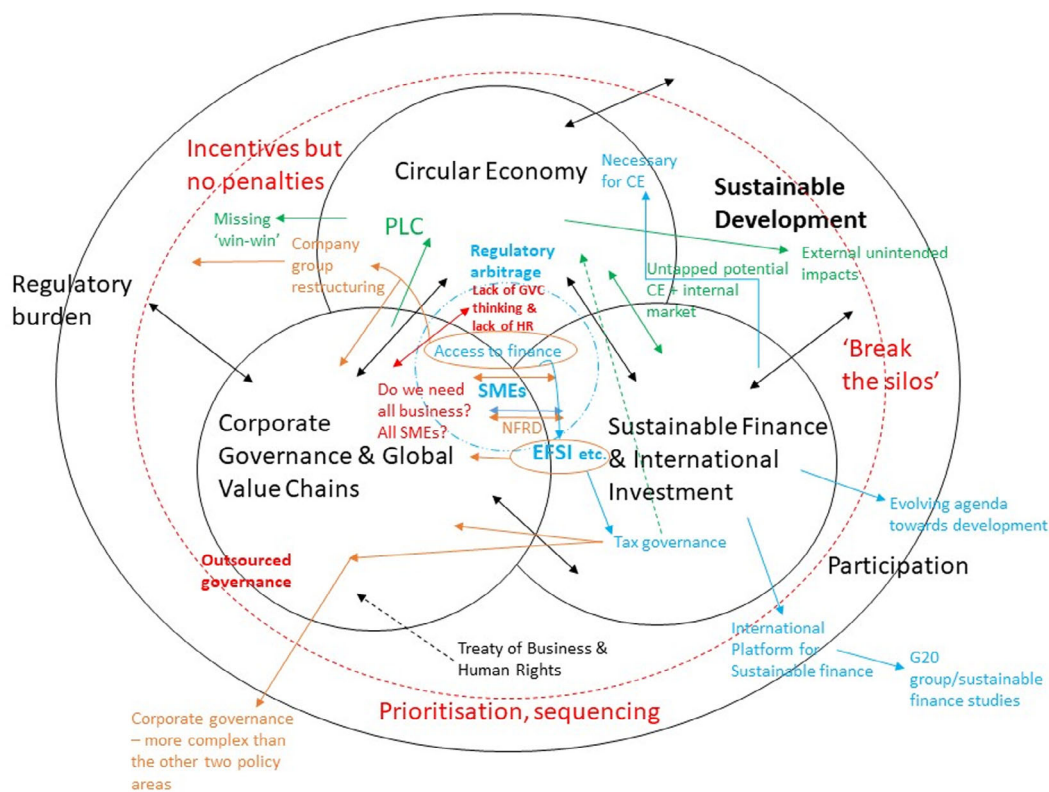 Incentives but
no penalties
Circular Economy
Necessary
for CE
Sustainable
Development
Missing
‘win-win’
PLC
Company
group
restructuring
Regulatory
arbitrage
External unintended
impacts
Regulatory
burden
Lack of GVC
thinking &
lack of HR
Untapped potential
CE + internal
market
Access to finance
‘Break
the silos’
Do we need
all business?
All SMEs?
SMEs
NFRD
Corporate
Governance & Global
Value Chains
EFSI etc.
Sustainable Finance
& International
Investment
Evolving agenda
towards development
Tax governance
Outsourced
governance
Participation
Treaty of Business &
Human Rights
International
Platform for
Sustainable finance
G20
group/sustainable
finance studies
Prioritisation, sequencing
Corporate governance
– more complex than
the other two policy
areas